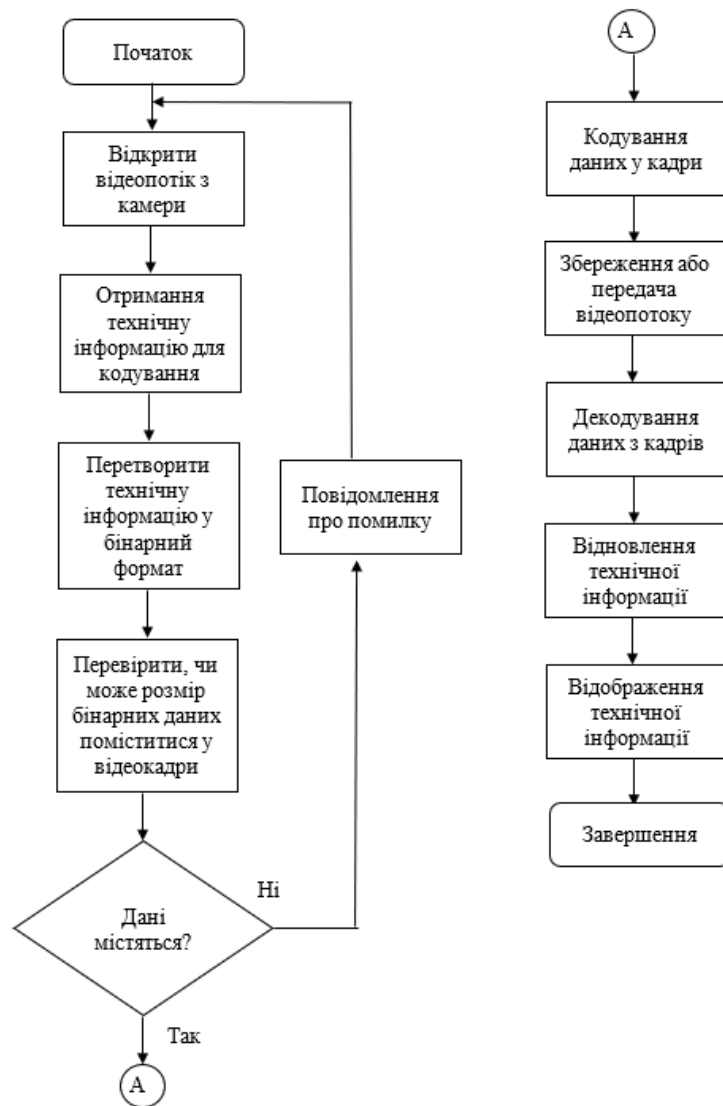 Початок
Відкрити
відеопотік з
камери
Отримання
технічну
інформацію для
кодування
Перетворити
технічну
інформацію у
бінарний
формат
Перевірити, чи
може розмір
бінарних даних
поміститися у
відеокадри
Дані
містяться?
Ні
Так
А
Повідомлення
про помилку
А
Кодування
даних у кадри
Збереження або
передача
відеопотоку
Декодування
даних з кадрів
Відновлення
технічної
інформації
Відображення
технічної
інформації
Завершення